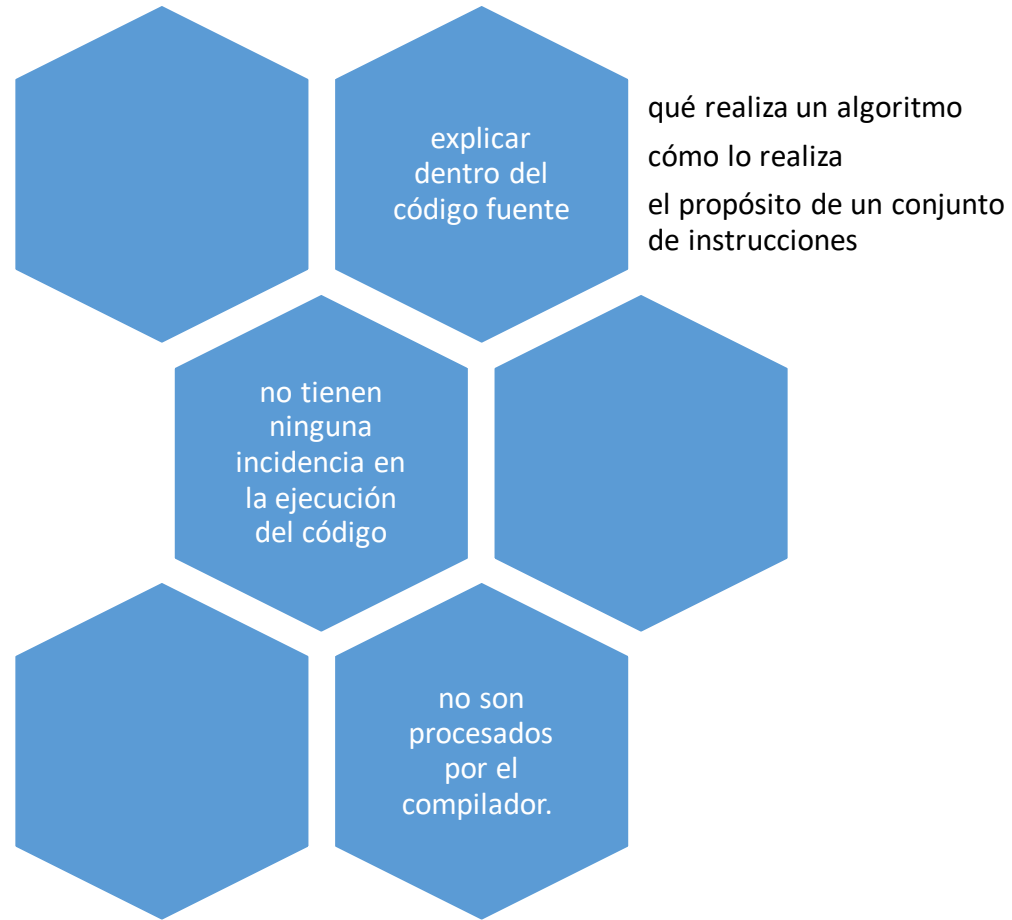 explicar
dentro del
código fuente
qué realiza un algoritmo
cómo lo realiza
el propósito de un conjunto
de instrucciones
no tienen
ninguna
incidencia en
la ejecución
del código
no son
procesados
por el
compilador.